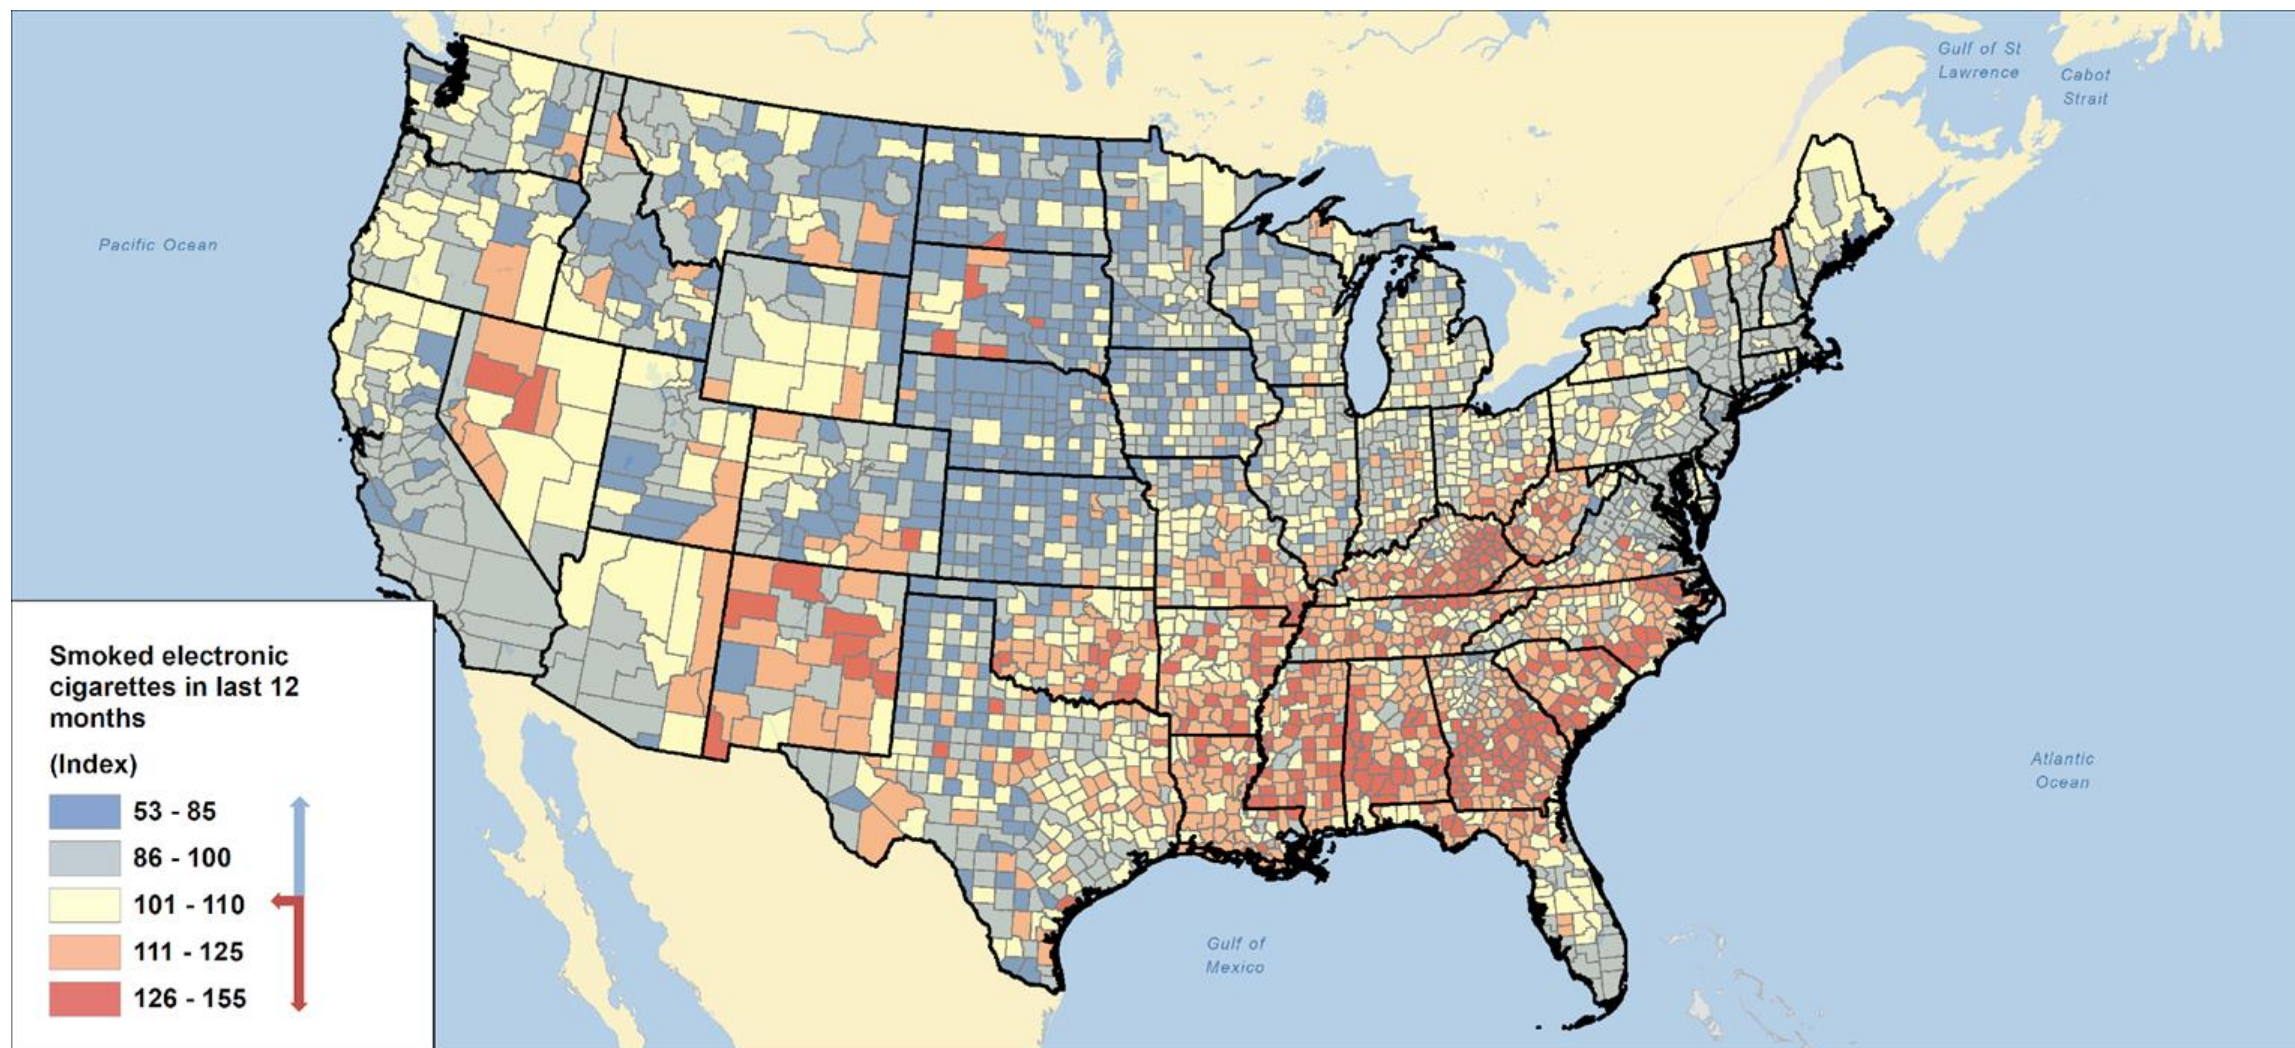 Gulf of St
Lawrence
Cabot
Strait
Pacific Ocean
Smoked electronic
cigarettes in last 12
months
(Index)
53 - 85
86 - 100
101 - 110
111 - 125
126 - 155
Atlantic
Ocean
Gulf of
Mexico